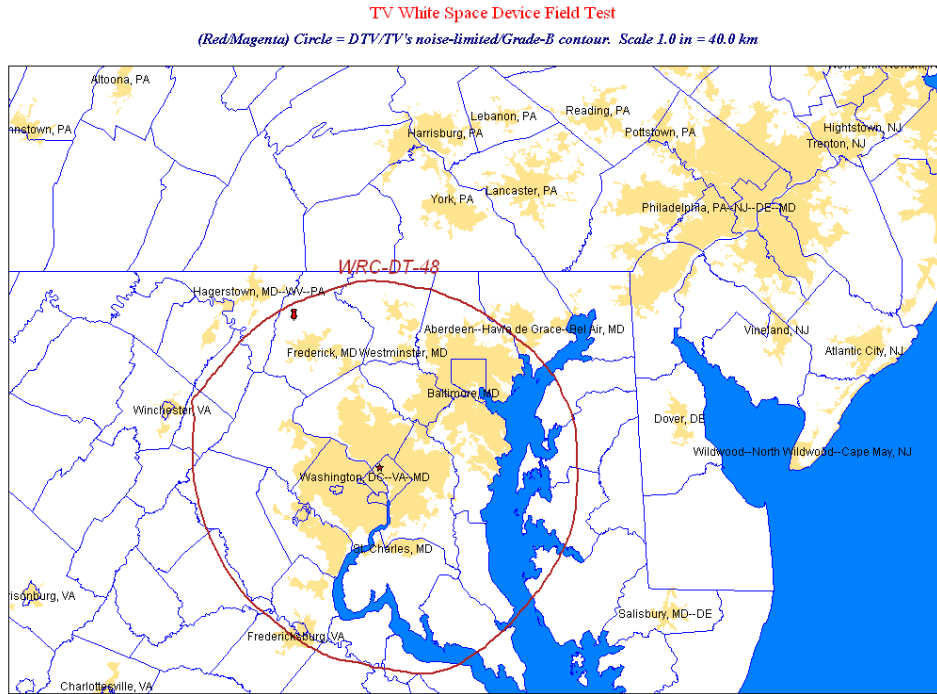 TV White Space Device Field Test
(Red/Magenta) Circle = DTV/TV's noise-limited/Grade-B contour. Scale 1.0 in = 40.0 km
Altoona, PA
nnstown, PA
Harrisburg, PA
Lebanon, PA
Reading, PA
Pottstown, PA
Hightstown, NJ
Trenton, NJ
York, PA
Lancaster, PA
Philadelphia, PA--NJ--DE--MD
WRC-DT-48
Hagerstown, MD--WV--PA
Aberdeen--Havre de Grace--Bel Air, MD
Vineland, NJ
Frederick, MD
Westminster, MD
Atlantic City, NJ
Baltimore, MD
Winchester, VA
Dover, DE
Wildwood--North Wildwood--Cape May, NJ
Washington, DC--VA--MD
St. Charles, MD
risonburg, VA
Salisbury, MD--DE
Fredericksburg, VA
Charlottesville, VA